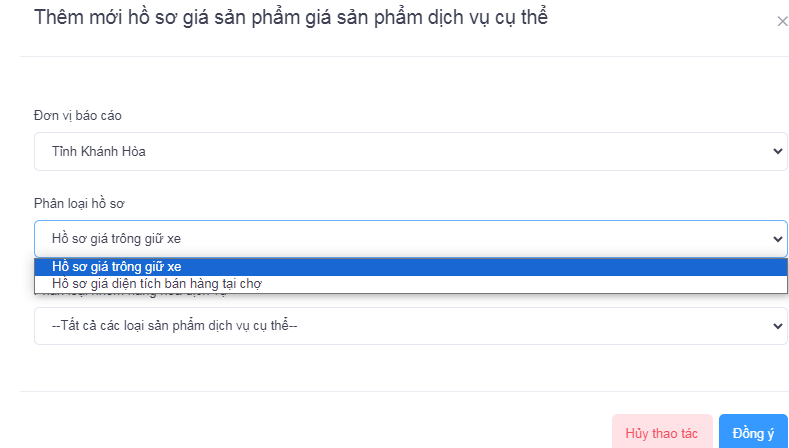 Thêm mới hồ sơ giá sản phẩm giá sản phẩm dịch vụ cụ thể
×
Đơn vị báo cáo
Tỉnh Khánh Hòa
Phân loại hồ sơ
Hồ sơ giá trông giữ xe
Hồ sơ giá trông giữ xe
Hồ sơ giá diện tích bán hàng tại chợ
--Tất cả các loại sản phẩm dịch vụ cụ thể--
Hủy thao tác
Đồng ý